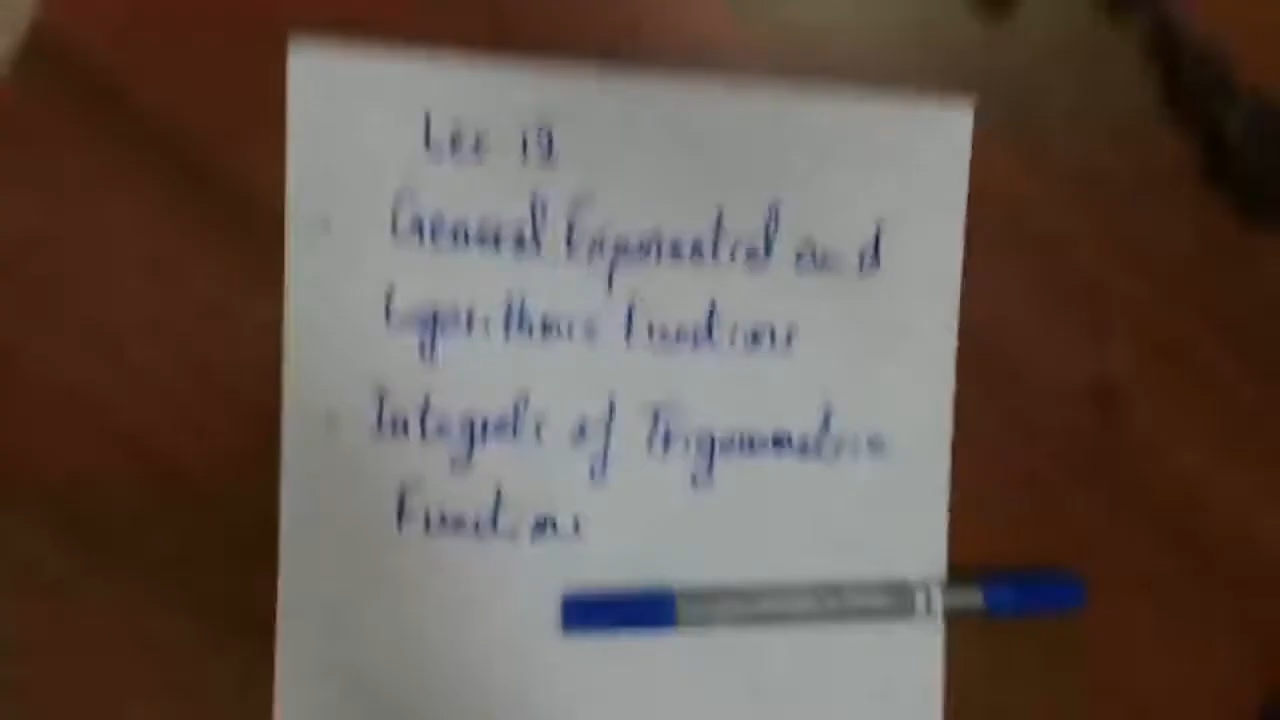 Lec 19
General Exponential and
Logarithmic Functions
Integrals of Trigonometric
Functions